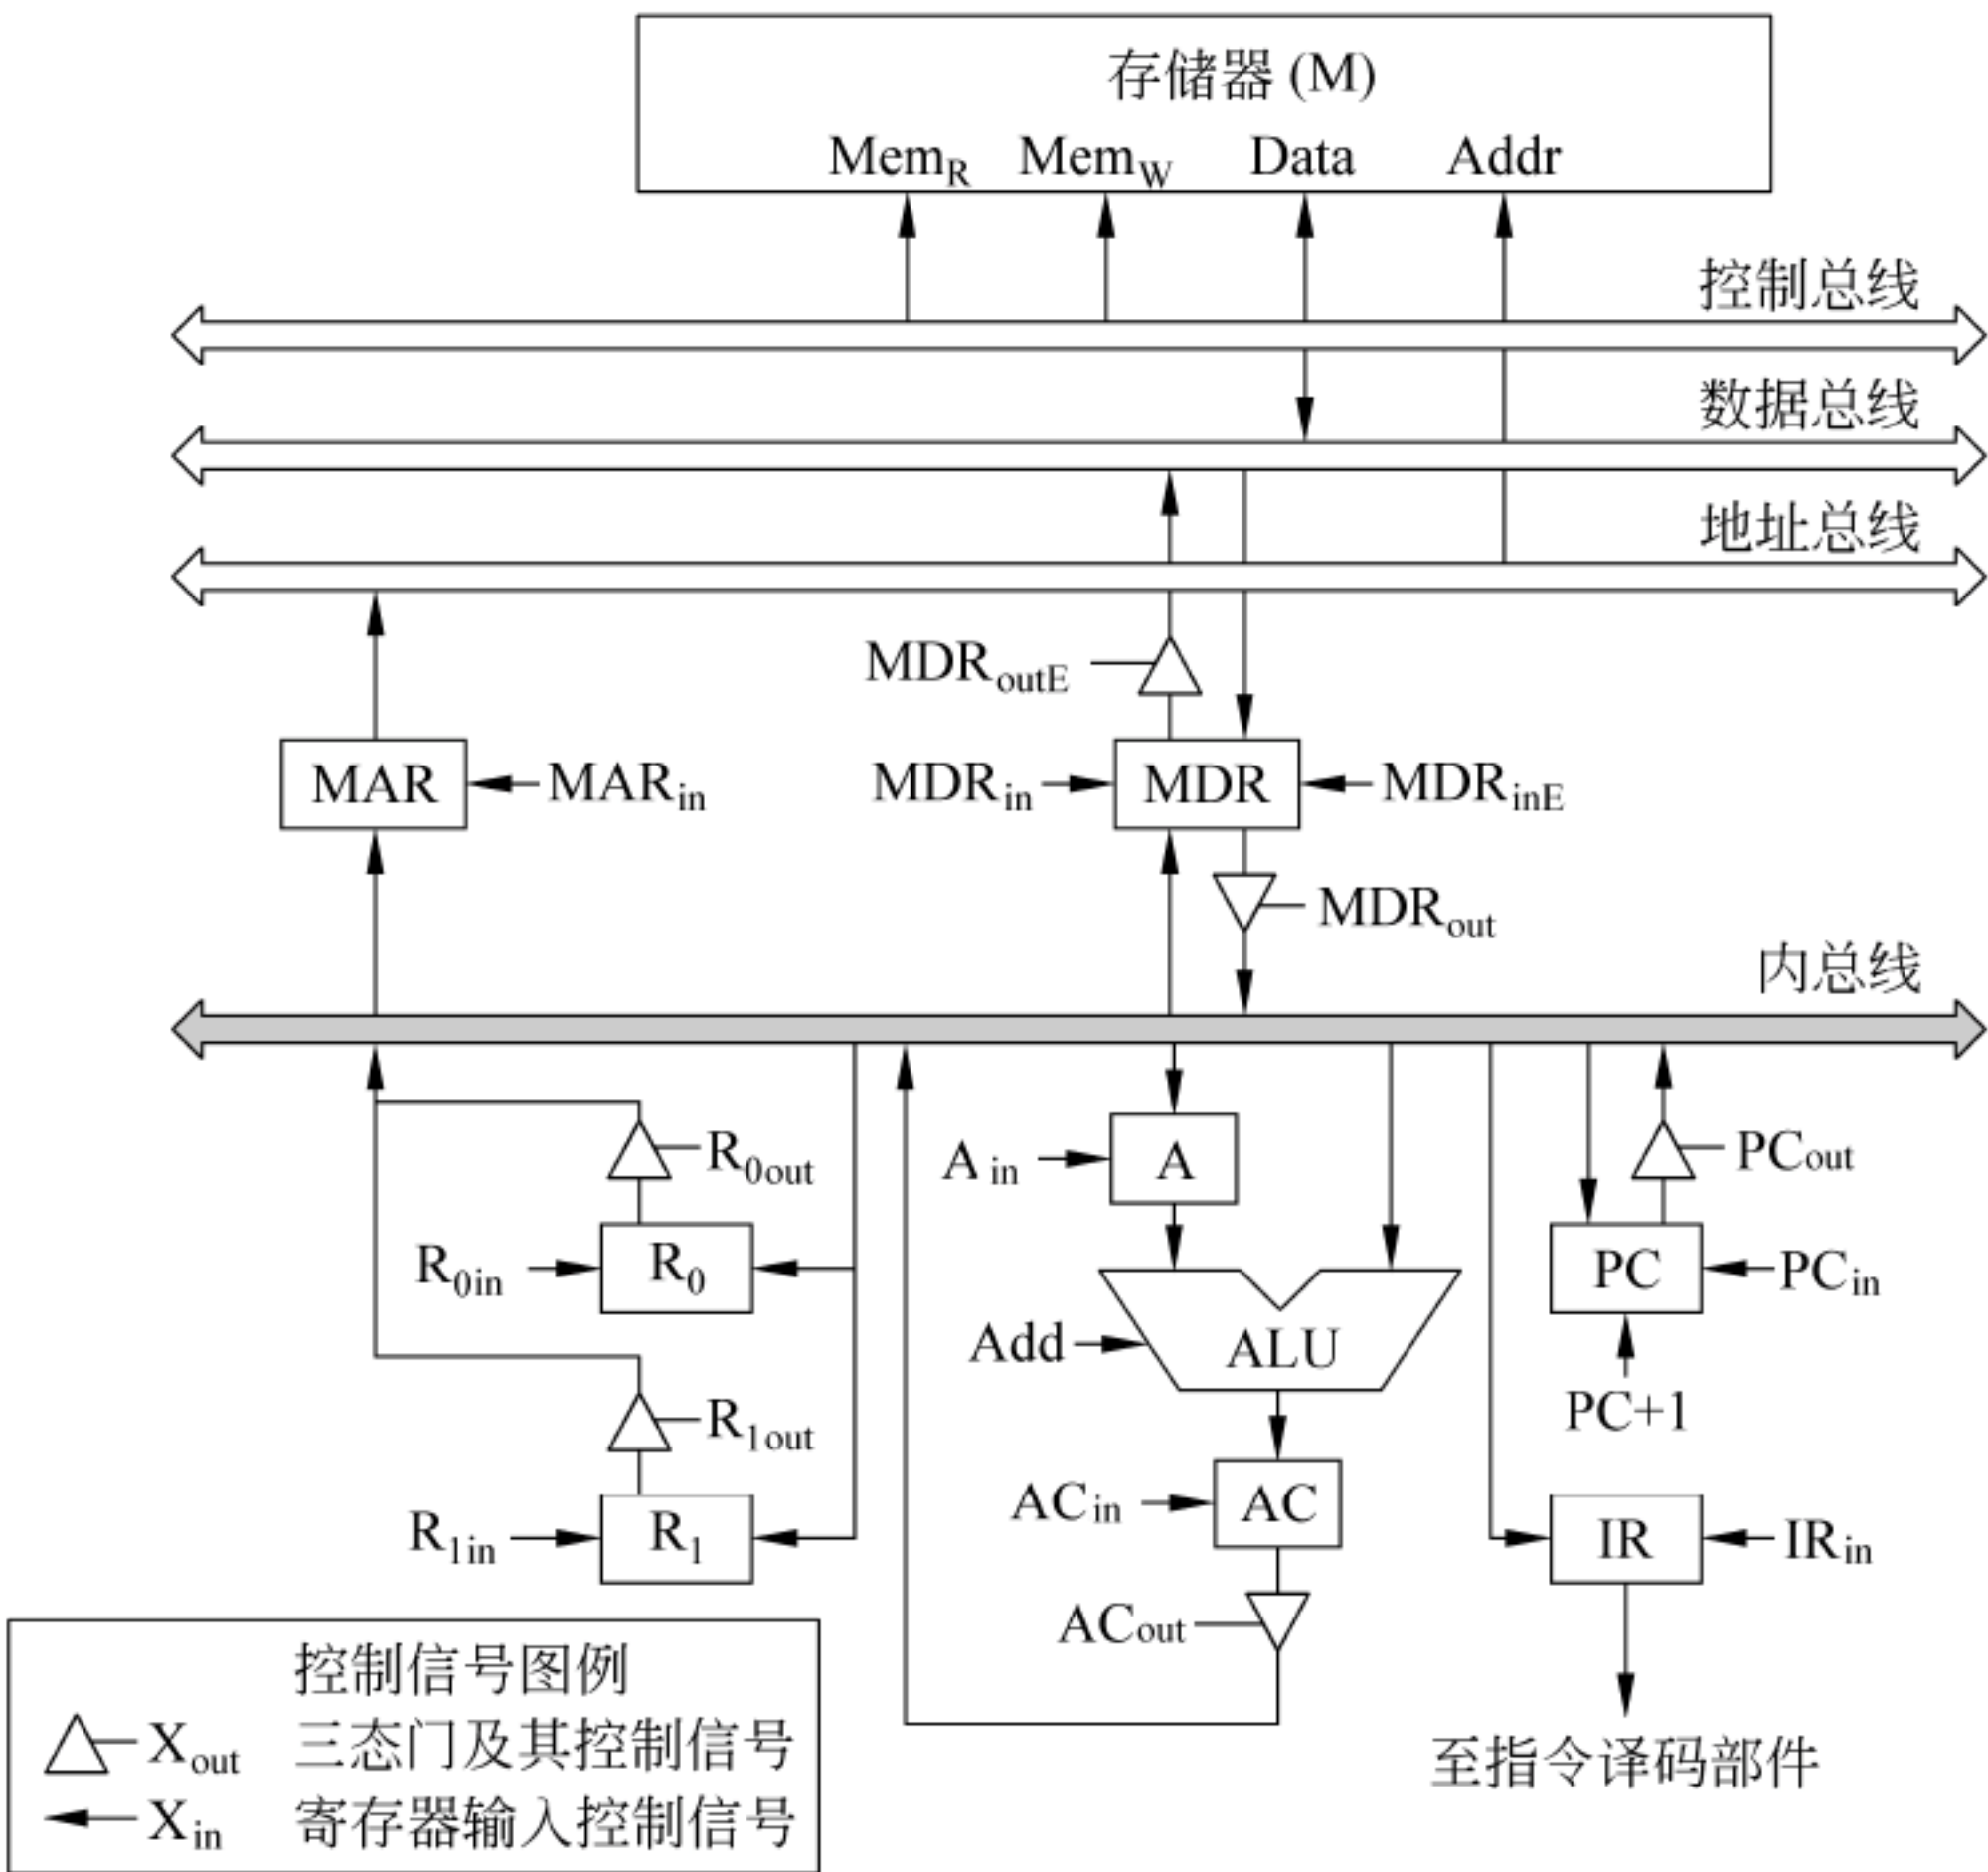 存储器 (M)
MemR MemW Data Addr
控制总线
数据总线
地址总线
MDRoutE
MAR MARin MDRin MDR MDRinE
MDRout
内总线
R0out Ain A PCout
R0in R0 PC PCin
Add ALU
R1out PC+1
R1in R1 ACin AC IR IRin
ACout
控制信号图例
Xout 三态门及其控制信号
至指令译码部件
Xin 寄存器输入控制信号